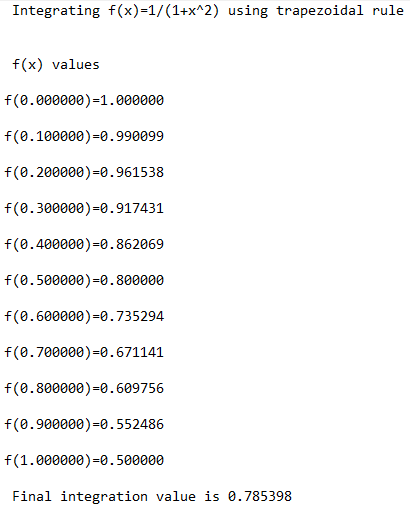 Integrating f(x)=1/(1+x^2) using trapezoidal rule
f(x) values
f(0.000000)=1.000000
f(0.100000)=0.990099
f(0.200000)=0.961538
f(0.300000)=0.917431
f(0.400000)=0.862069
f(0.500000)=0.800000
f(0.600000)=0.735294
f(0.700000)=0.671141
f(0.800000)=0.609756
f(0.900000)=0.552486
f(1.000000)=0.500000
Final integration value is 0.785398